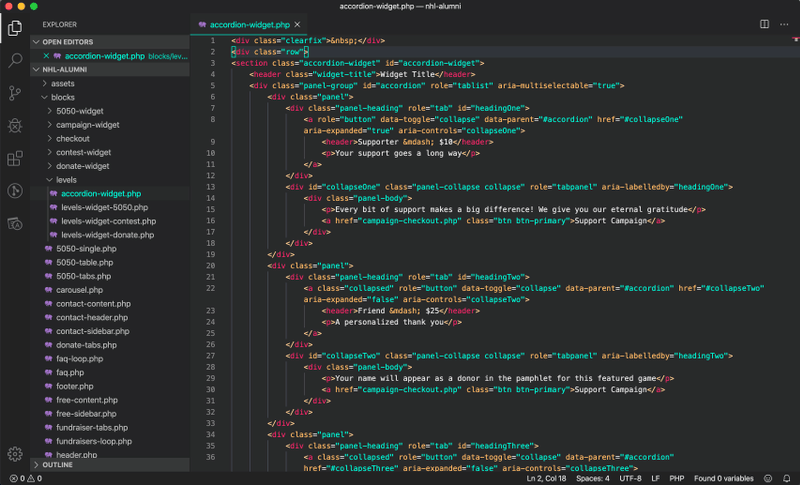 accordion-widget.php — nhl-alumni
EXPLORER
OPEN EDITORS
accordion-widget.php blocks/lev...
NHL-ALUMNI
assets
blocks
5050-widget
campaign-widget
checkout
contest-widget
donate-widget
levels
accordion-widget.php
levels-widget-5050.php
levels-widget-contest.php
levels-widget-donate.php
5050-single.php
5050-table.php
5050-tabs.php
carousel.php
contact-content.php
contact-header.php
contact-sidebar.php
donate-tabs.php
faq-loop.php
faq.php
footer.php
free-content.php
free-sidebar.php
fundraiser-tabs.php
fundraisers-loop.php
header.php
OUTLINE
accordion-widget.php
1 <div class="clearfix">&nbsp;</div>
2 <div class="row">
3 <section class="accordion-widget" id="accordion-widget">
4 <header class="widget-title">Widget Title</header>
5 <div class="panel-group" id="accordion" role="tablist" aria-multiselectable="true">
6 <div class="panel">
7 <div class="panel-heading" role="tab" id="headingOne">
8 <a role="button" data-toggle="collapse" data-parent="#accordion" href="#collapseOne"
aria-expanded="true" aria-controls="collapseOne">
9 <header>Supporter &mdash; $10</header>
10 <p>Your support goes a long way</p>
11 </a>
12 </div>
13 <div id="collapseOne" class="panel-collapse collapse" role="tabpanel" aria-labelledby="headingOne">
14 <div class="panel-body">
15 <p>Every bit of support makes a big difference! We give you our eternal gratitude</p>
16 <a href="campaign-checkout.php" class="btn btn-primary">Support Campaign</a>
17 </div>
18 </div>
19 </div>
20 <div class="panel">
21 <div class="panel-heading" role="tab" id="headingTwo">
22 <a class="collapsed" role="button" data-toggle="collapse" data-parent="#accordion" href="#collapseTwo"
aria-expanded="false" aria-controls="collapseTwo">
23 <header>Friend &mdash; $25</header>
24 <p>A personalized thank you</p>
25 </a>
26 </div>
27 <div id="collapseTwo" class="panel-collapse collapse" role="tabpanel" aria-labelledby="headingTwo">
28 <div class="panel-body">
29 <p>Your name will appear as a donor in the pamphlet for this featured game</p>
30 <a href="campaign-checkout.php" class="btn btn-primary">Support Campaign</a>
31 </div>
32 </div>
33 </div>
34 <div class="panel">
35 <div class="panel-heading" role="tab" id="headingThree">
36 <a class="collapsed" role="button" data-toggle="collapse" data-parent="#accordion"
href="#collapseThree" aria-expanded="false" aria-controls="collapseThree">
0 0
Ln 2, Col 18 Spaces: 4 UTF-8 LF PHP Found 0 variables